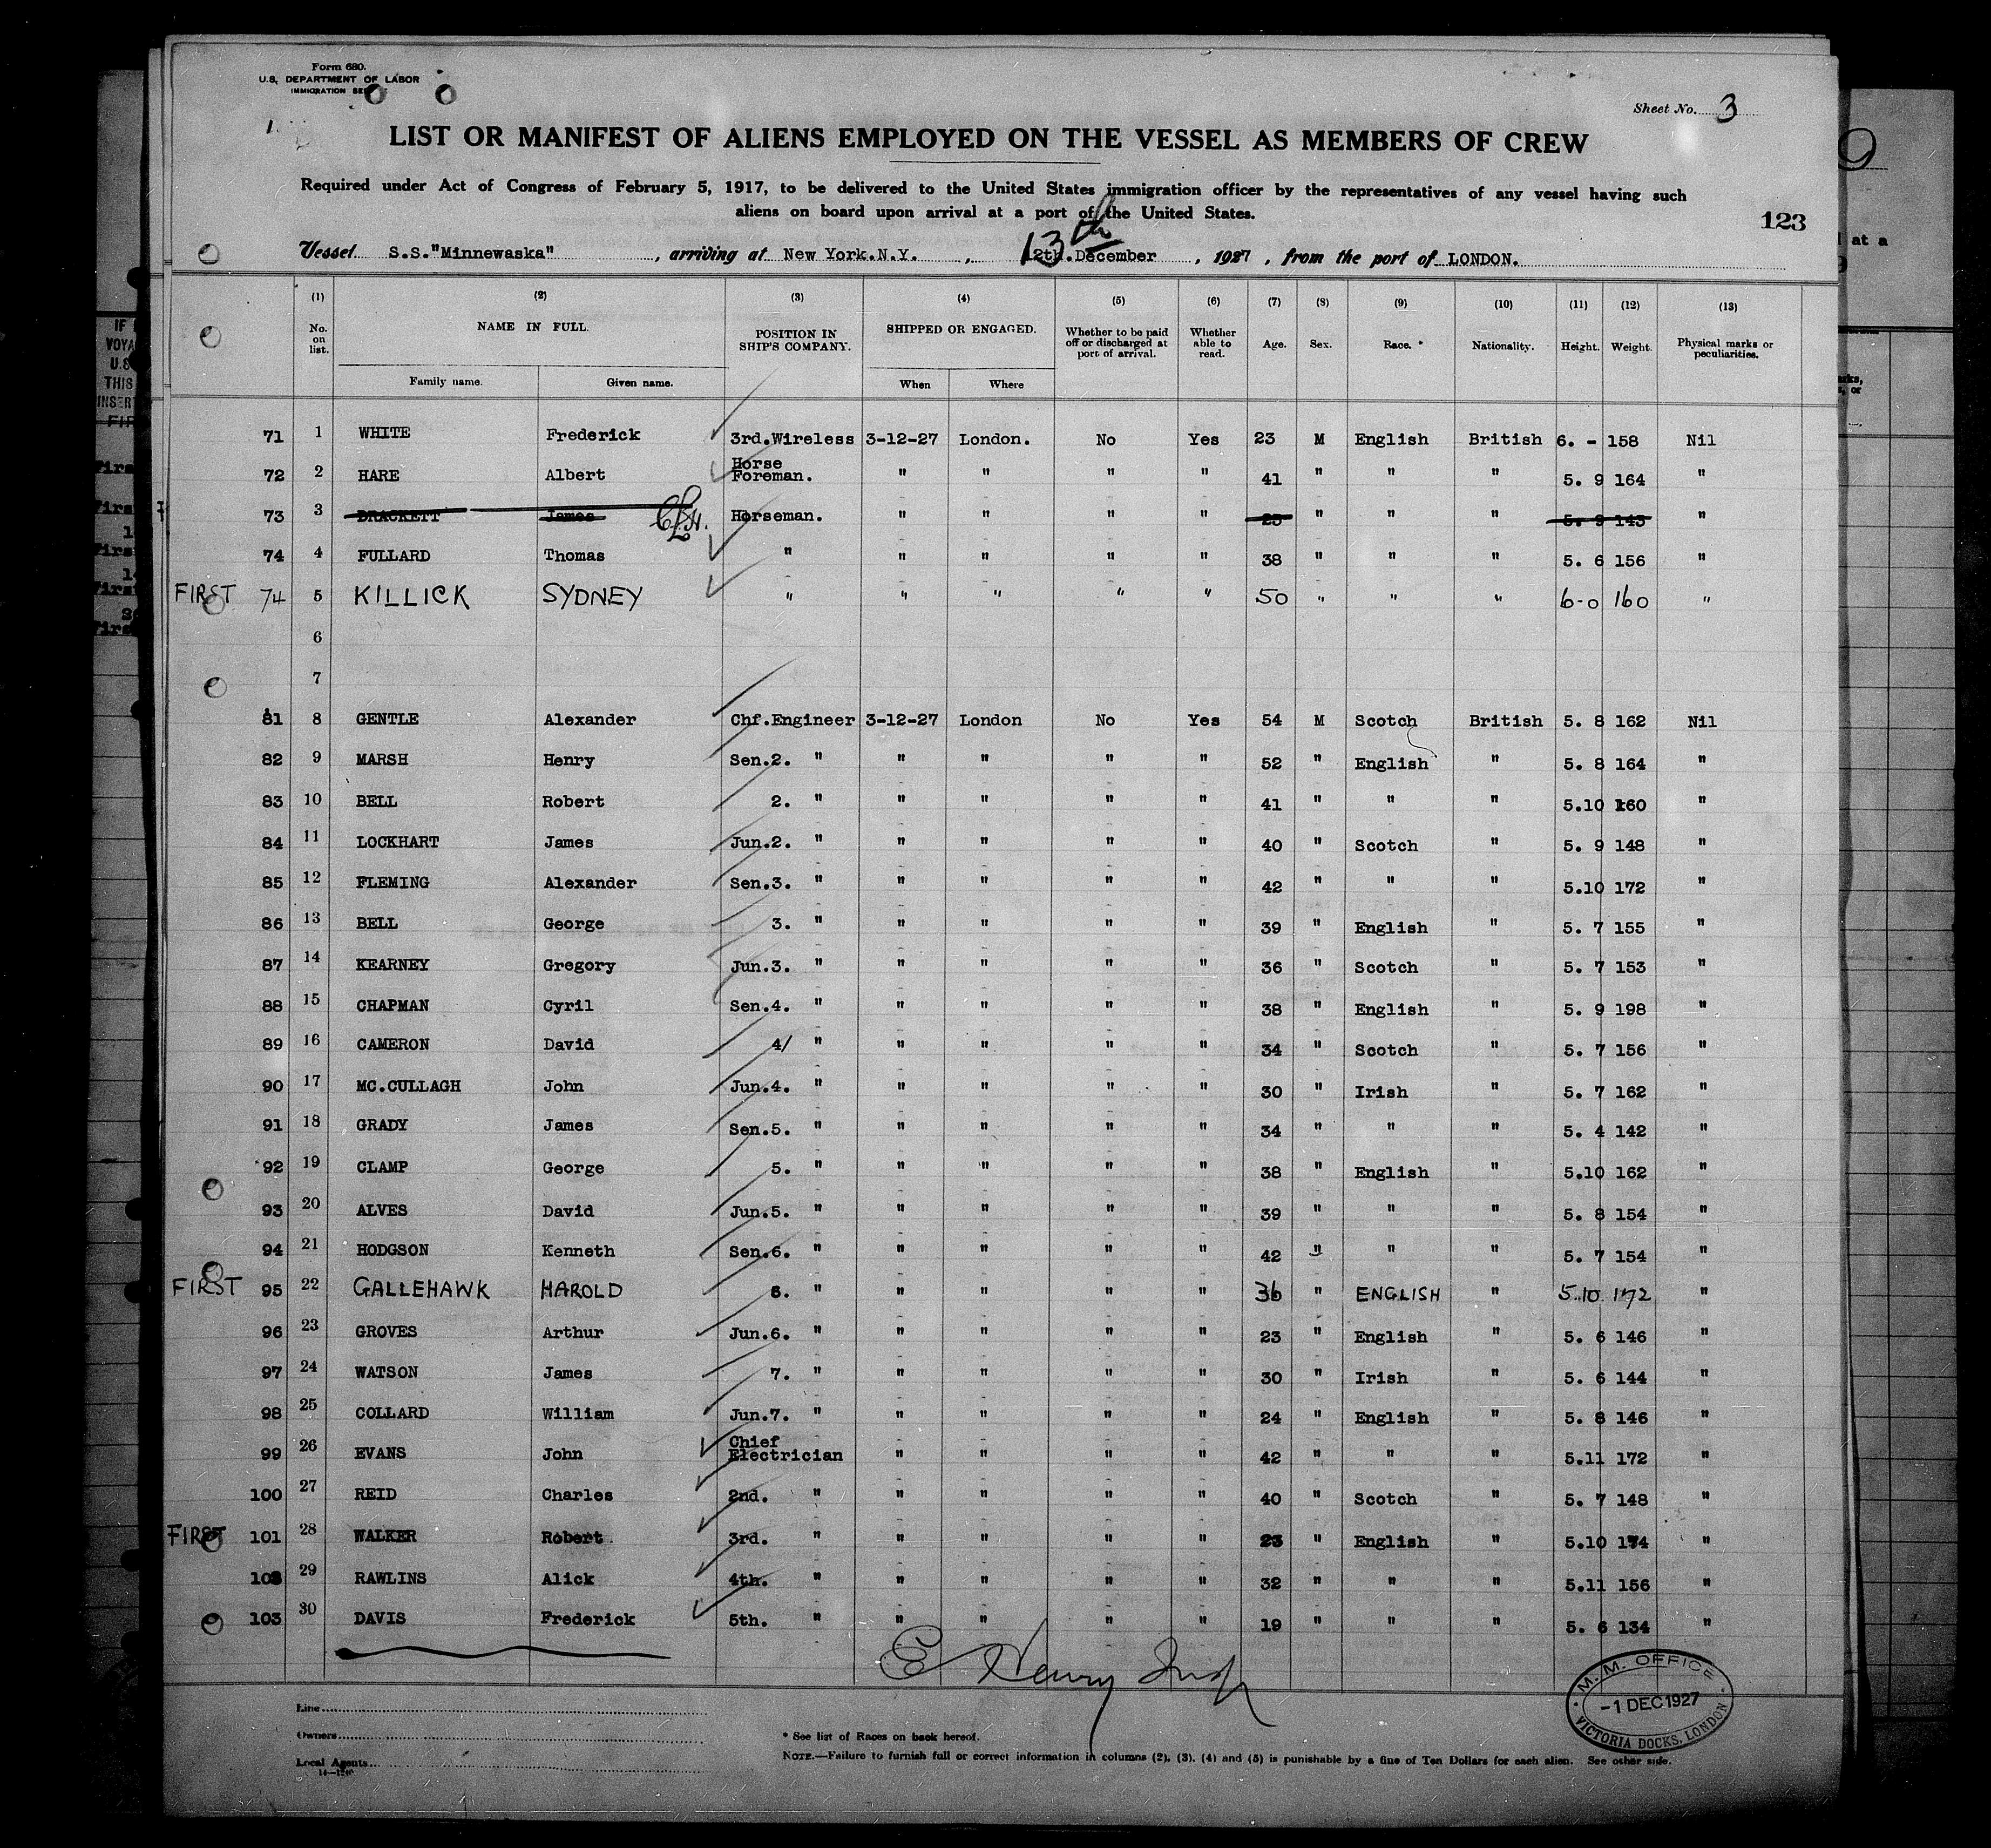 Form 680.
U.S. DEPARTMENT OF LABOR
IMMIGRATION
Sheet No. 3
1.
LIST OR MANIFEST OF ALIENS EMPLOYED ON THE VESSEL AS MEMBERS OF CREW
Required under Act of Congress of February 5, 1917, to be delivered to the United States immigration officer by the representatives of any vessel having such
aliens on board upon arrival at a port of the United States.
123
13th
Vessel S.S."Minnewaska", arriving at New York.N.Y., 12th.December, 1927, from the port of LONDON.
(1) (2) (3) (4) (5) (6) (7) (8) (9) (10) (11) (12) (13)
No. on list. NAME IN FULL. POSITION IN SHIP'S COMPANY. SHIPPED OR ENGAGED. Whether to be paid off or discharged at port of arrival. Whether able to read. Age. Sex. Race. * Nationality. Height. Weight. Physical marks or peculiarities.
Family name. Given name. When Where
71 1 WHITE Frederick 3rd.Wireless 3-12-27 London. No Yes 23 M English British 6. - 158 Nil
72 2 HARE Albert Horse Foreman. " " " " 41 " " " 5. 9 164 "
73 3 BRACKETT James Horseman. " " " " 25 " " " 5. 9 143 "
74 4 FULLARD Thomas " " " " " 38 " " " 5. 6 156 "
FIRST 74 5 KILLICK SYDNEY " " " " " 50 " " " 6-0 160 "
6
7
81 8 GENTLE Alexander Chf.Engineer 3-12-27 London No Yes 54 M Scotch British 5. 8 162 Nil
82 9 MARSH Henry Sen.2. " " " " " 52 " English " 5. 8 164 "
83 10 BELL Robert 2. " " " " " 41 " " " 5.10 160 "
84 11 LOCKHART James Jun.2. " " " " " 40 " Scotch " 5. 9 148 "
85 12 FLEMING Alexander Sen.3. " " " " " 42 " " " 5.10 172 "
86 13 BELL George 3. " " " " " 39 " English " 5. 7 155 "
87 14 KEARNEY Gregory Jun.3. " " " " " 36 " Scotch " 5. 7 153 "
88 15 CHAPMAN Cyril Sen.4. " " " " " 38 " English " 5. 9 198 "
89 16 CAMERON David 4/ " " " " " 34 " Scotch " 5. 7 156 "
90 17 MC.CULLAGH John Jun.4. " " " " " 30 " Irish " 5. 7 162 "
91 18 GRADY James Sen.5. " " " " " 34 " " " 5. 4 142 "
92 19 CLAMP George 5. " " " " " 38 " English " 5.10 162 "
93 20 ALVES David Jun.5. " " " " " 39 " " " 5. 8 154 "
94 21 HODGSON Kenneth Sen.6. " " " " " 42 " " " 5. 7 154 "
FIRST 95 22 GALLEHAWK HAROLD 6. " " " " " 36 " ENGLISH " 5.10 172 "
96 23 GROVES Arthur Jun.6. " " " " " 23 " English " 5. 6 146 "
97 24 WATSON James 7. " " " " " 30 " Irish " 5. 6 144 "
98 25 COLLARD William Jun.7. " " " " " 24 " English " 5. 8 146 "
99 26 EVANS John Chief Electrician " " " " 42 " " " 5.11 172 "
100 27 REID Charles 2nd. " " " " " 40 " Scotch " 5. 7 148 "
FIRST 101 28 WALKER Robert. 3rd. " " " " " 23 " English " 5.10 174 "
102 29 RAWLINS Alick 4th. " " " " " 32 " " " 5.11 156 "
103 30 DAVIS Frederick 5th. " " " " " 19 " " " 5. 6 134 "
E Henry Insp
M.M. OFFICE
-1 DEC 1927
VICTORIA DOCKS, LONDON
Line
Owners
Local Agents
* See list of Races on back hereof.
NOTE.—Failure to furnish full or correct information in columns (2), (3), (4) and (5) is punishable by a fine of Ten Dollars for each alien. See other side.